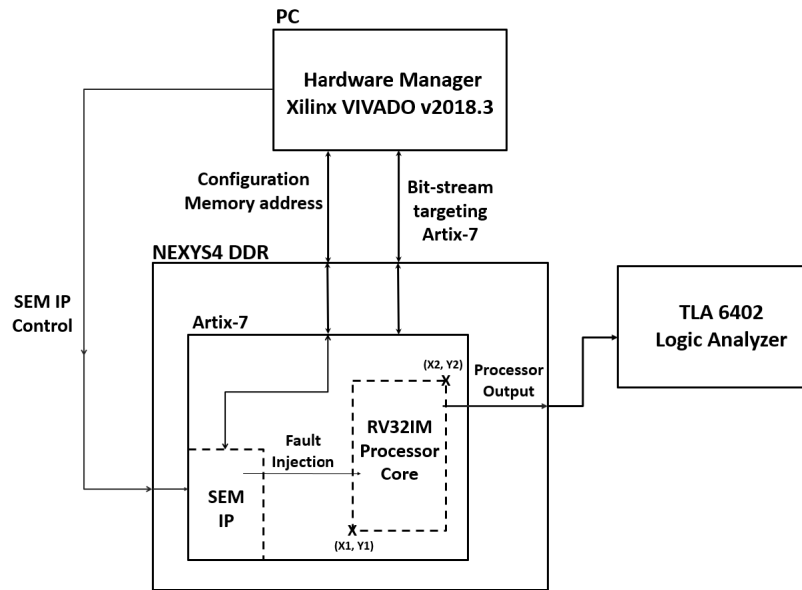 PC
Hardware Manager
Xilinx VIVADO v2018.3
Configuration
Memory address
Bit-stream
targeting
Artix-7
NEXYS4 DDR
SEM IP
Control
Artix-7
TLA 6402
Logic Analyzer
(X2, Y2)
Processor
Output
RV32IM
Processor
Core
Fault
Injection
SEM
IP
(X1, Y1)